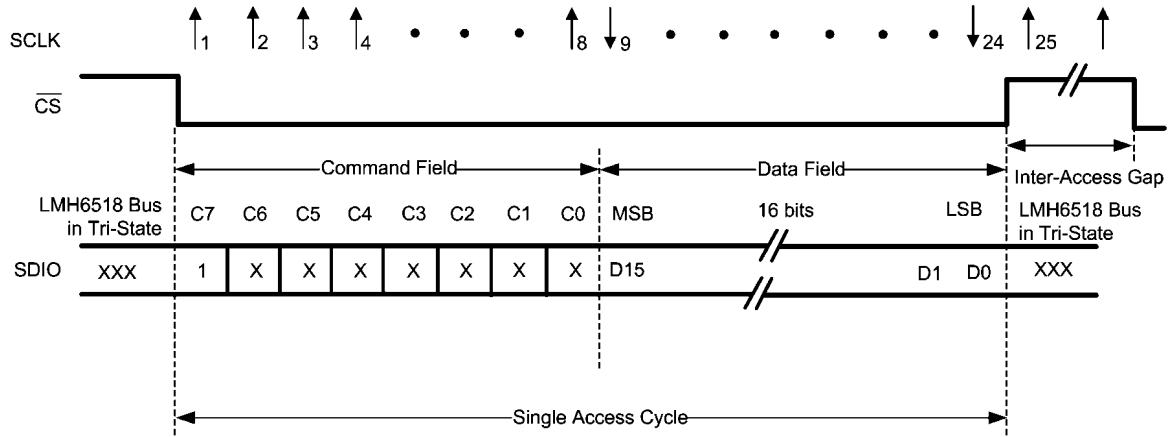 SCLK 1 2 3 4 8 9 24 25
CS
Command Field Data Field Inter-Access Gap
LMH6518 Bus in Tri-State
C7 C6 C5 C4 C3 C2 C1 C0 MSB 16 bits LSB
LMH6518 Bus in Tri-State
SDIO XXX 1 X X X X X X X D15 D1 D0 XXX
Single Access Cycle